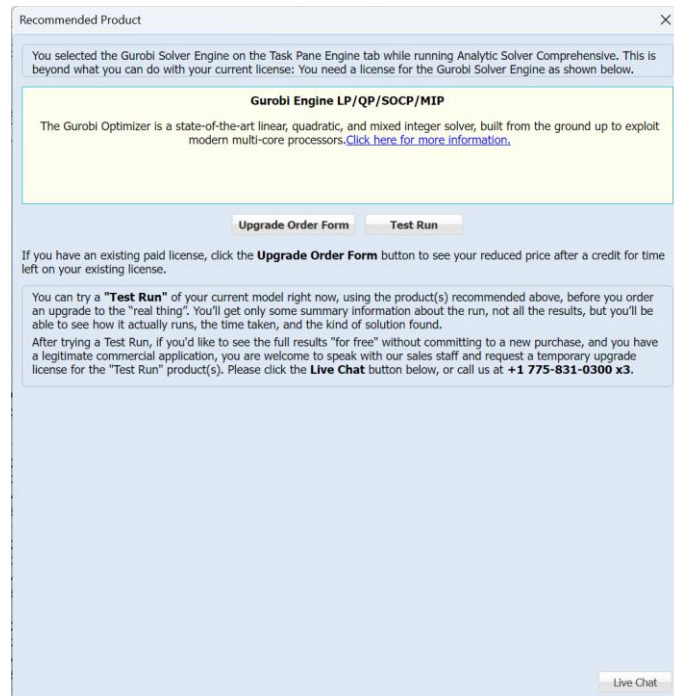 Recommended Product
You selected the Gurobi Solver Engine on the Task Pane Engine tab while running Analytic Solver Comprehensive. This is
beyond what you can do with your current license: You need a license for the Gurobi Solver Engine as shown below.
Gurobi Engine LP/QP/SOCP/MIP
The Gurobi Optimizer is a state-of-the-art linear, quadratic, and mixed integer solver, built from the ground up to exploit
modern multi-core processors.Click here for more information.
Upgrade Order Form Test Run
If you have an existing paid license, click the Upgrade Order Form button to see your reduced price after a credit for time
left on your existing license.
You can try a "Test Run" of your current model right now, using the product(s) recommended above, before you order
an upgrade to the “real thing”. You'll get only some summary information about the run, not all the results, but you'll be
able to see how it actually runs, the time taken, and the kind of solution found.
After trying a Test Run, if you'd like to see the full results "for free" without committing to a new purchase, and you have
a legitimate commercial application, you are welcome to speak with our sales staff and request a temporary upgrade
license for the "Test Run" product(s). Please click the Live Chat button below, or call us at +1 775-831-0300 x3.
Live Chat